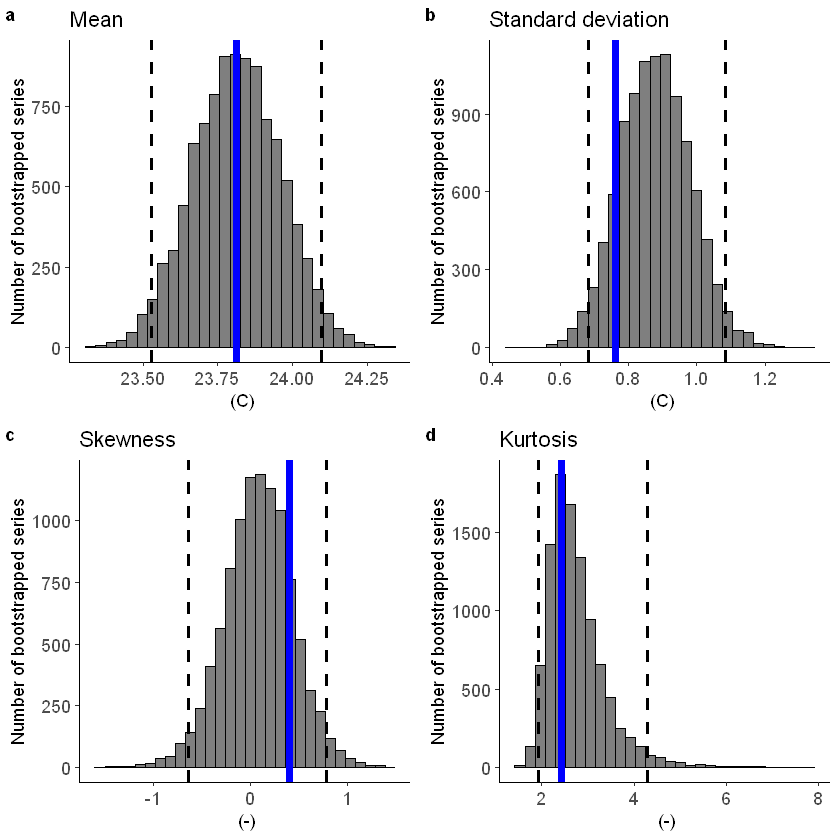 a Mean
Number of bootstrapped series
750
500
250
0
23.50 23.75 24.00 24.25
(C)
b Standard deviation
Number of bootstrapped series
900
600
300
0
0.4 0.6 0.8 1.0 1.2
(C)
c Skewness
Number of bootstrapped series
1000
750
500
250
0
-1 0 1
(-)
d Kurtosis
Number of bootstrapped series
1500
1000
500
0
2 4 6 8
(-)